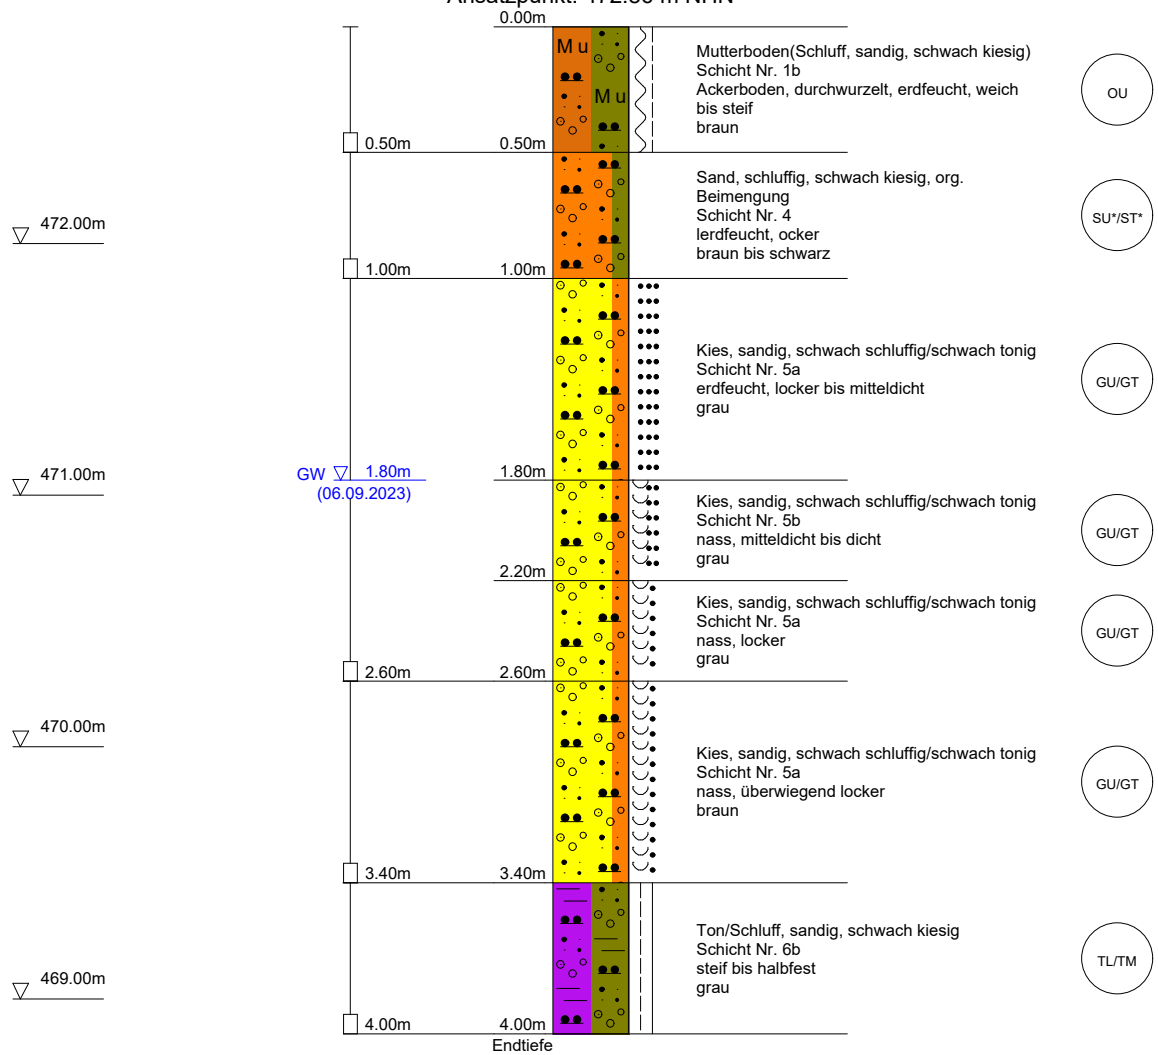 0.00m
Mu
Mu
Mutterboden(Schluff, sandig, schwach kiesig)
Schicht Nr. 1b
Ackerboden, durchwurzelt, erdfeucht, weich
bis steif
braun
OU
0.50m
0.50m
Sand, schluffig, schwach kiesig, org.
Beimengung
Schicht Nr. 4
lerdfeucht, ocker
braun bis schwarz
SU*/ST*
472.00m
1.00m
1.00m
Kies, sandig, schwach schluffig/schwach tonig
Schicht Nr. 5a
erdfeucht, locker bis mitteldicht
grau
GU/GT
471.00m
GW 1.80m
(06.09.2023)
1.80m
Kies, sandig, schwach schluffig/schwach tonig
Schicht Nr. 5b
nass, mitteldicht bis dicht
grau
GU/GT
2.20m
Kies, sandig, schwach schluffig/schwach tonig
Schicht Nr. 5a
nass, locker
grau
GU/GT
2.60m
2.60m
470.00m
Kies, sandig, schwach schluffig/schwach tonig
Schicht Nr. 5a
nass, überwiegend locker
braun
GU/GT
3.40m
3.40m
Ton/Schluff, sandig, schwach kiesig
Schicht Nr. 6b
steif bis halbfest
grau
TL/TM
469.00m
4.00m
4.00m
Endtiefe